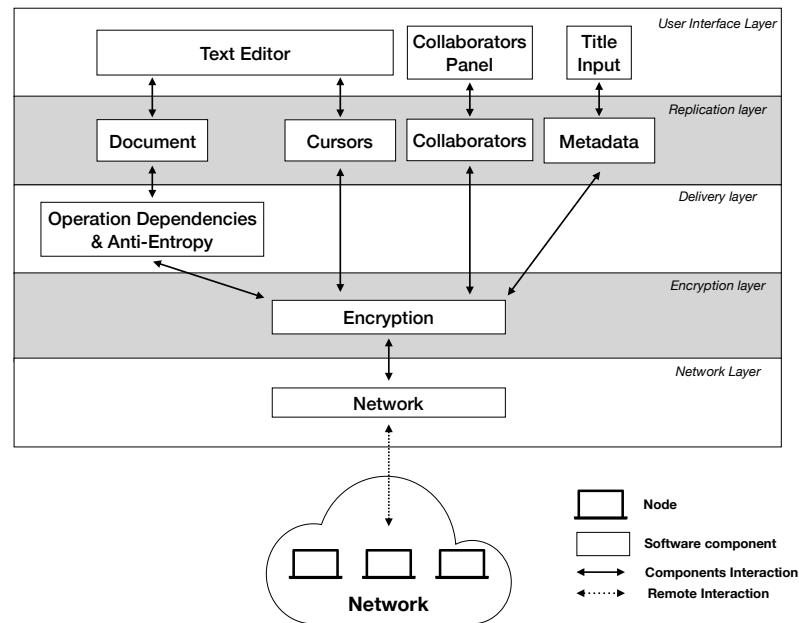 User Interface Layer
Text Editor
Collaborators
Panel
Title
Input
Replication layer
Document
Cursors
Collaborators
Metadata
Delivery layer
Operation Dependencies
& Anti-Entropy
Encryption layer
Encryption
Network Layer
Network
Node
Software component
Components Interaction
Remote Interaction
Network